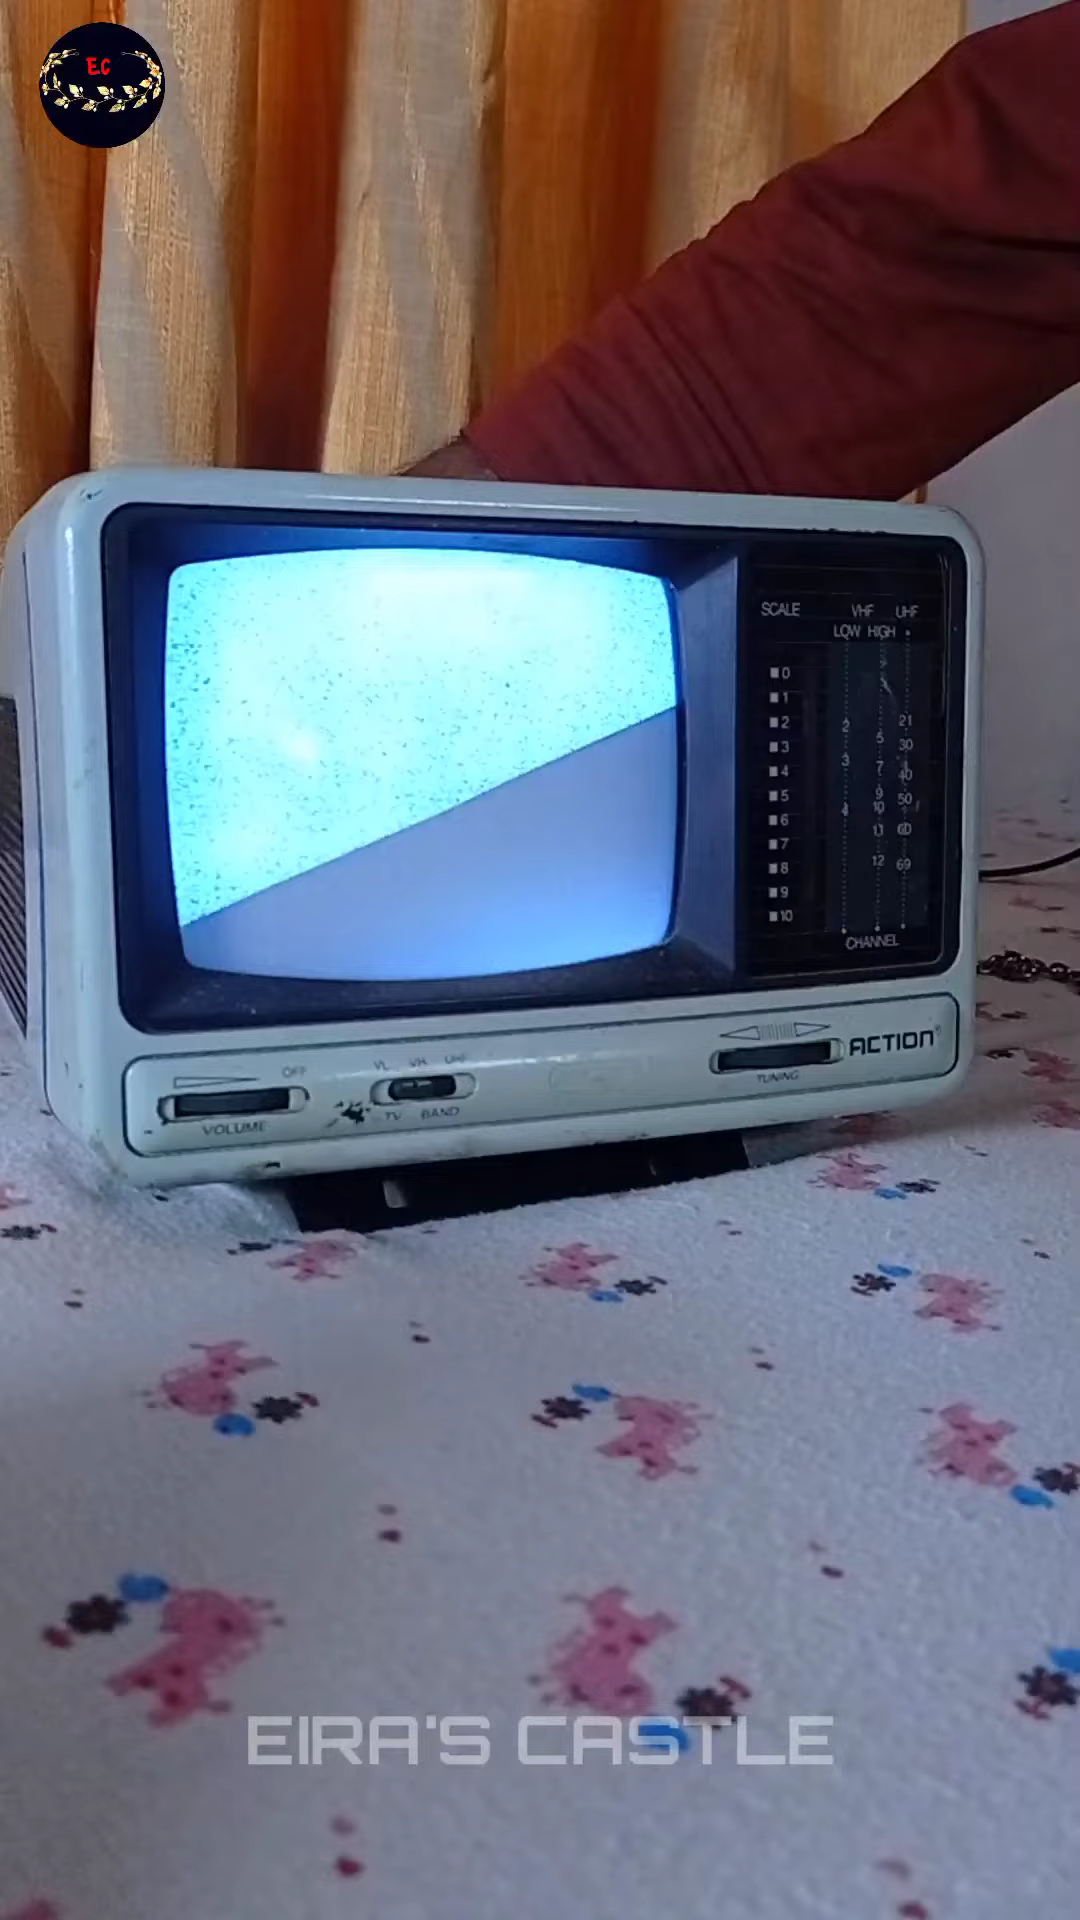 EC
SCALE VHF UHF
LOW HIGH
0
1
2 2 21
3 5 30
4 3 7 40
5 9 50
6 4 10
7 11 60
8 12 69
9
10
CHANNEL
ACTION
TUNING
OFF
VL VH UHF
VOLUME
TV BAND
EIRA'S CASTLE